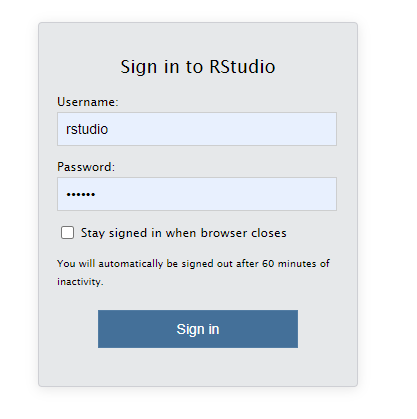 Sign in to RStudio
Username:
rstudio
Password:
••••••
Stay signed in when browser closes
You will automatically be signed out after 60 minutes of
inactivity.
Sign in